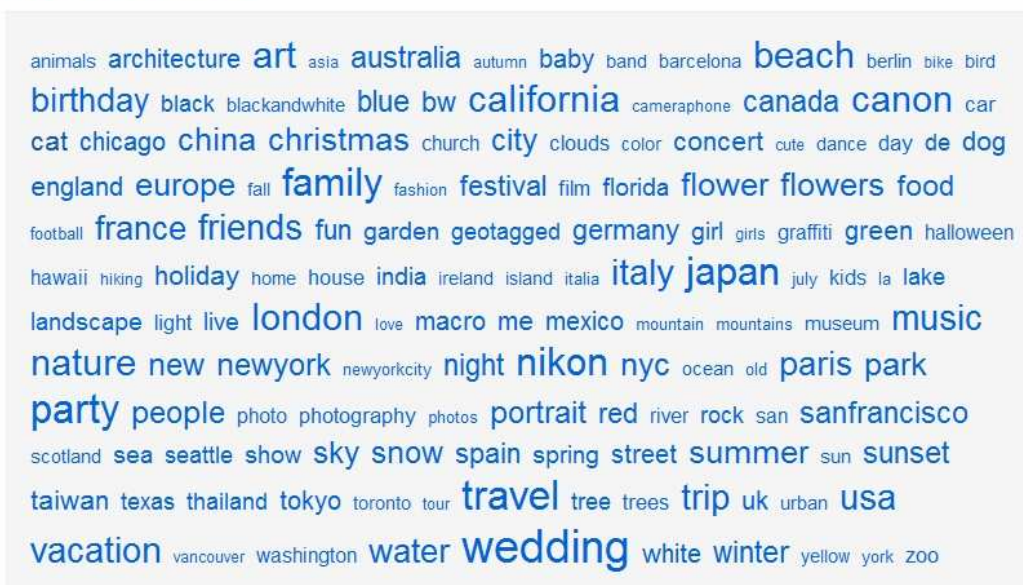 animals architecture art asia australia autumn baby band barcelona beach berlin bike bird
birthday black blackandwhite blue bw california cameraphone canada canon car
cat chicago china christmas church city clouds color concert cute dance day de dog
england europe fall family fashion festival film florida flower flowers food
football france friends fun garden geotagged germany girl girls graffiti green halloween
hawaii hiking holiday home house india ireland island italia italy japan july kids la lake
landscape light live london love macro me mexico mountain mountains museum music
nature new newyork newyorkcity night nikon nyc ocean old paris park
party people photo photography photos portrait red river rock san sanfrancisco
scotland sea seattle show sky snow spain spring street summer sun sunset
taiwan texas thailand tokyo toronto tour travel tree trees trip uk urban usa
vacation vancouver washington water wedding white winter yellow york zoo